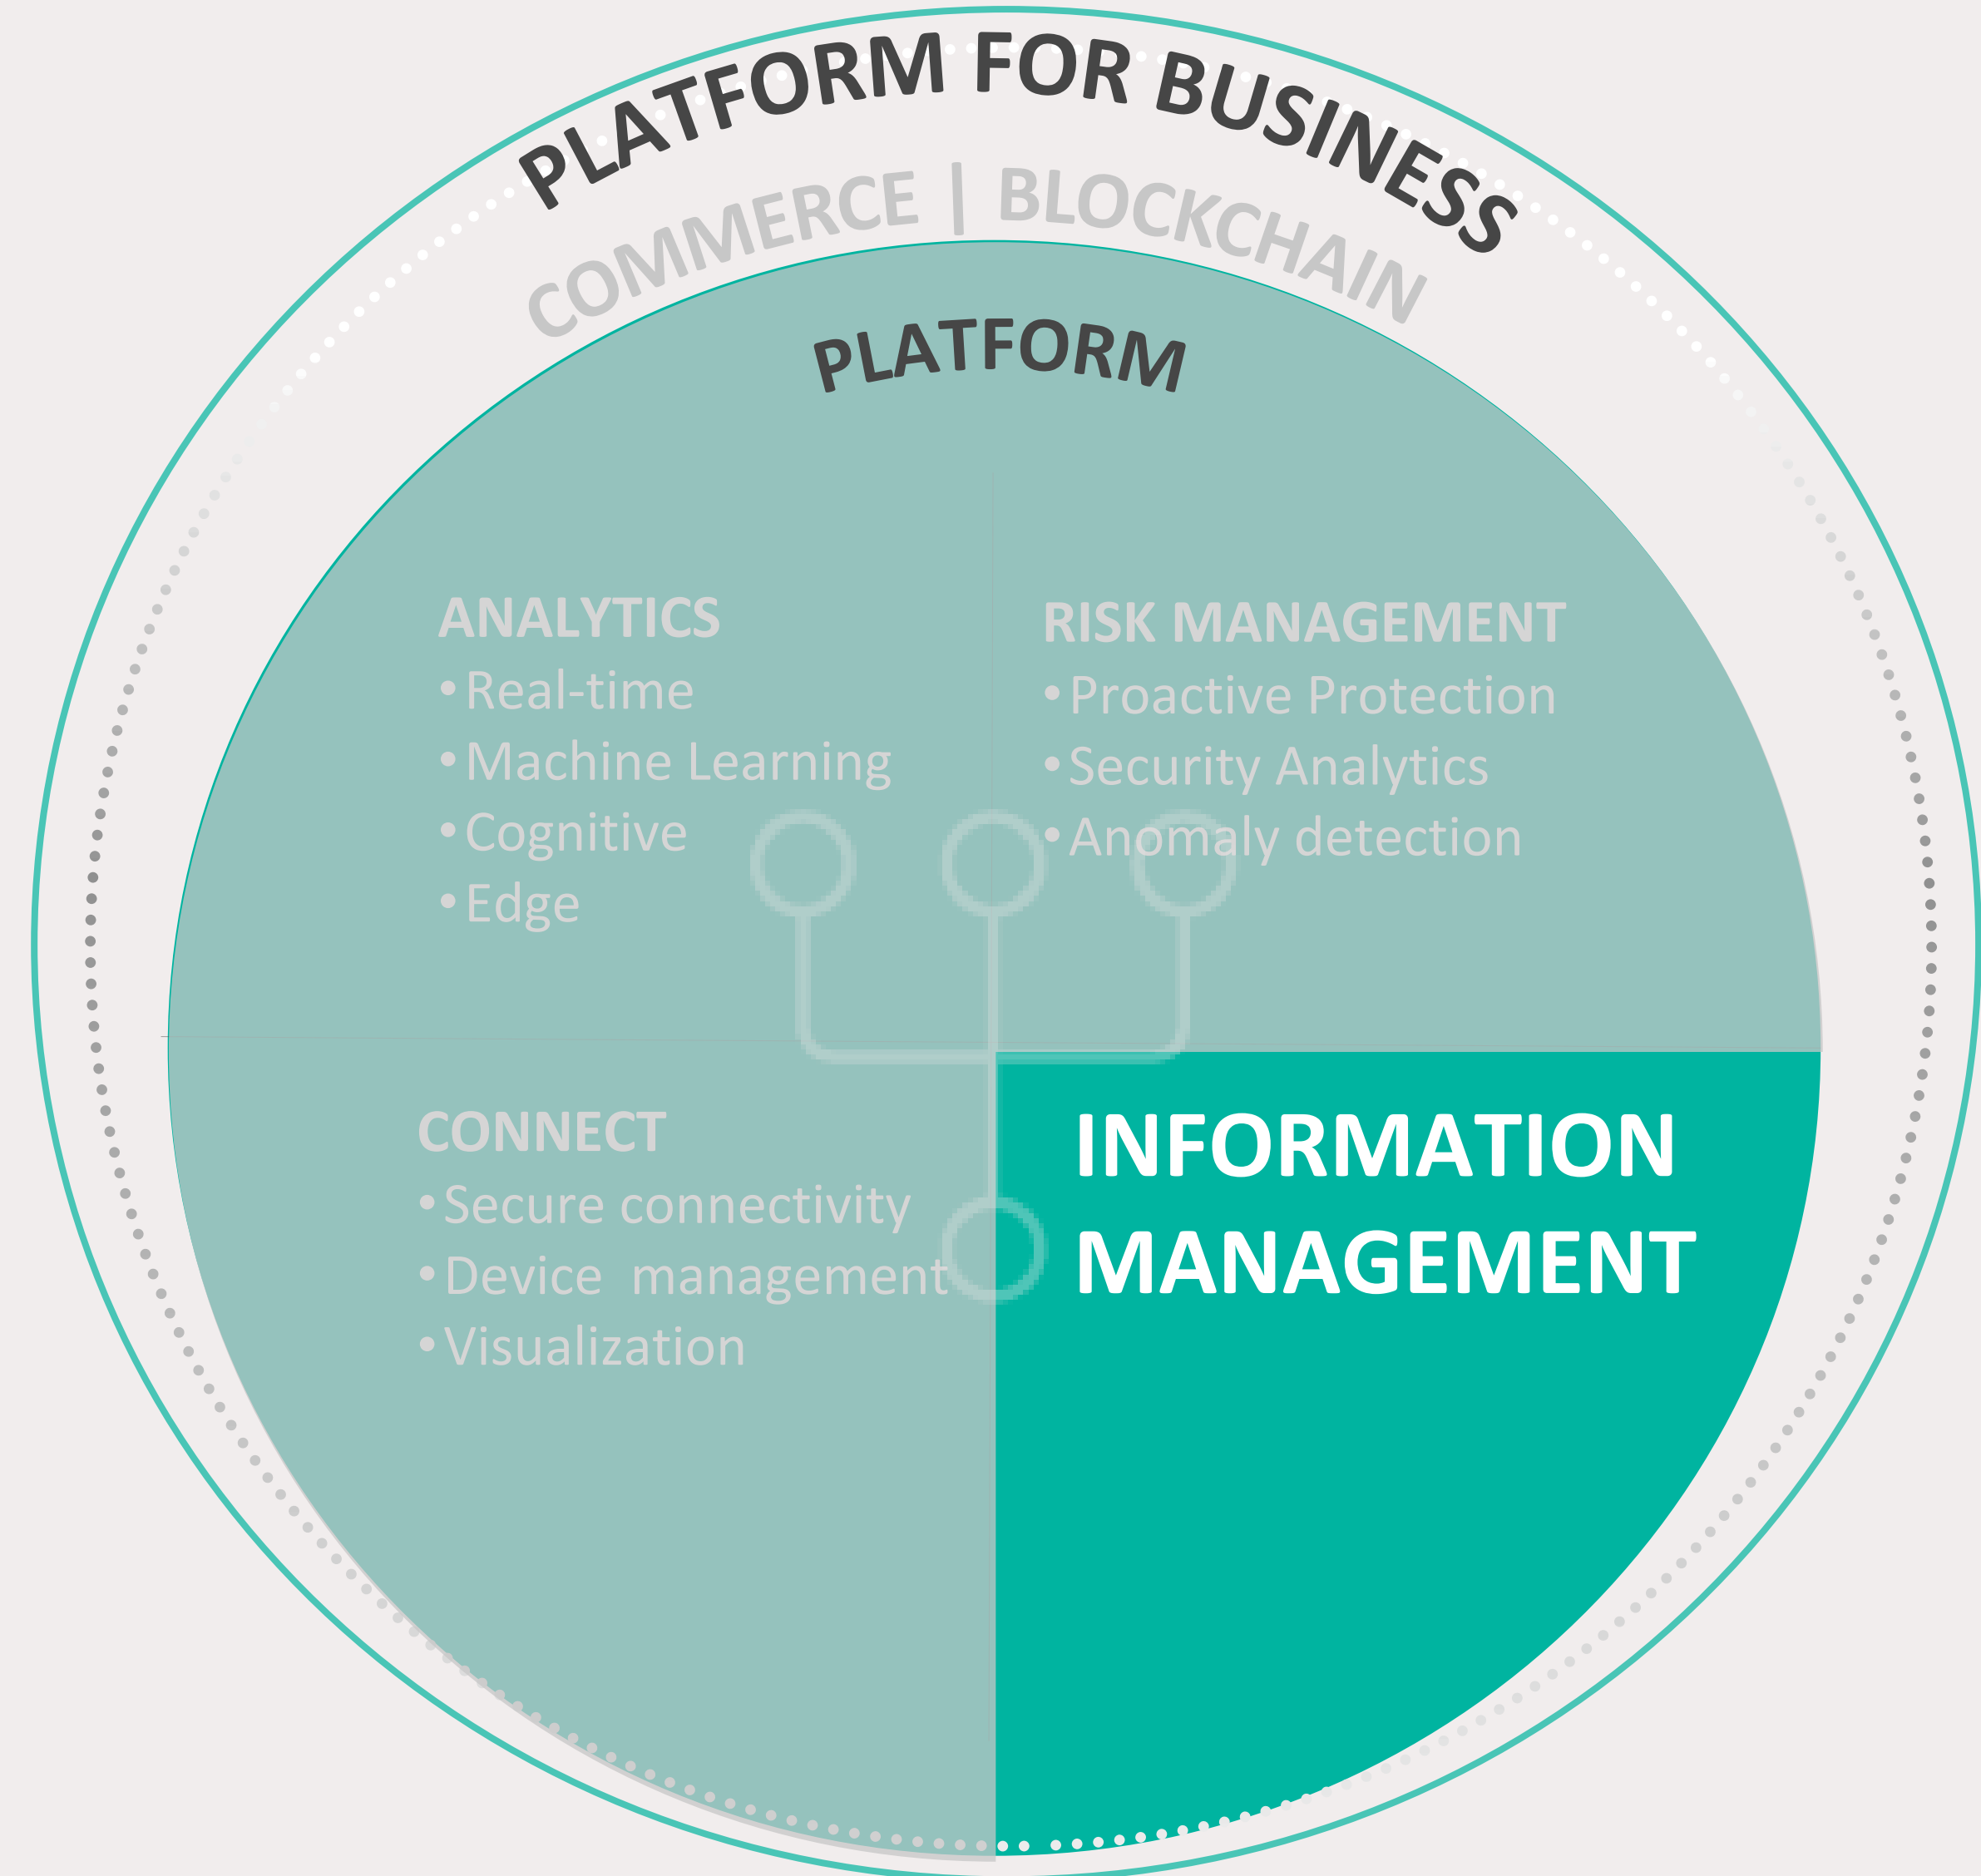 PLATFORM FOR BUSINESS
COMMERCE | BLOCKCHAIN
PLATFORM
ANALYTICS
• Real-time
• Machine Learning
• Cognitive
• Edge
RISK MANAGEMENT
• Proactive Protection
• Security Analytics
• Anomaly detection
CONNECT
• Secure connectivity
• Device management
• Visualization
INFORMATION
MANAGEMENT